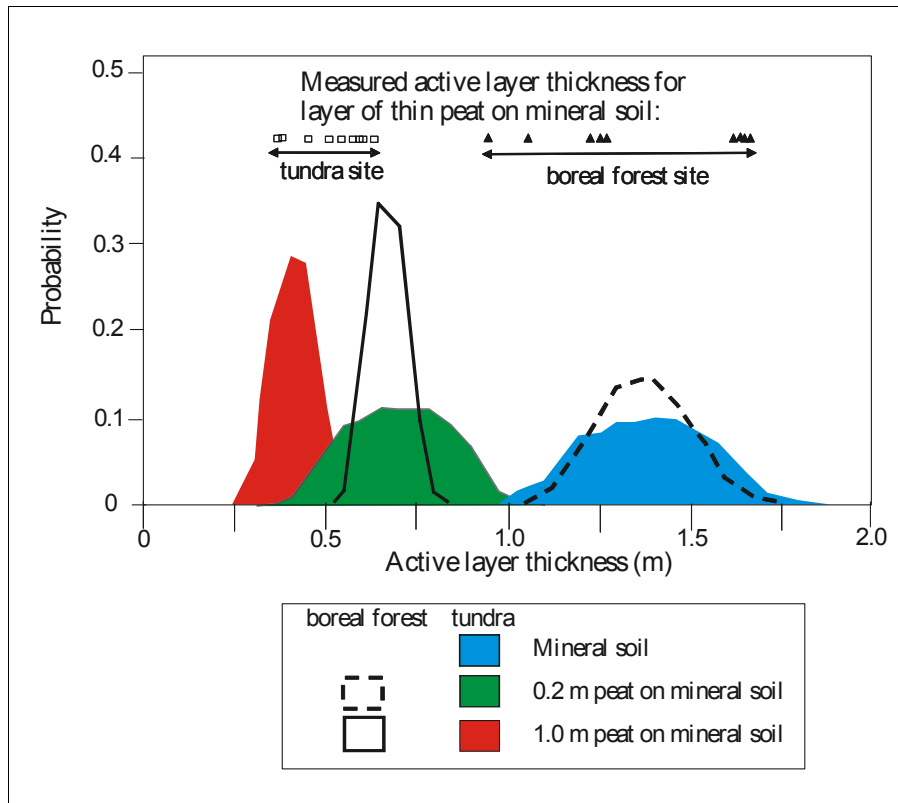 Measured active layer thickness for
layer of thin peat on mineral soil:
tundra site
boreal forest site
Probability
0.5
0.4
0.3
0.2
0.1
0
0
0.5
1.0
1.5
2.0
Active layer thickness (m)
boreal forest tundra
Mineral soil
0.2 m peat on mineral soil
1.0 m peat on mineral soil